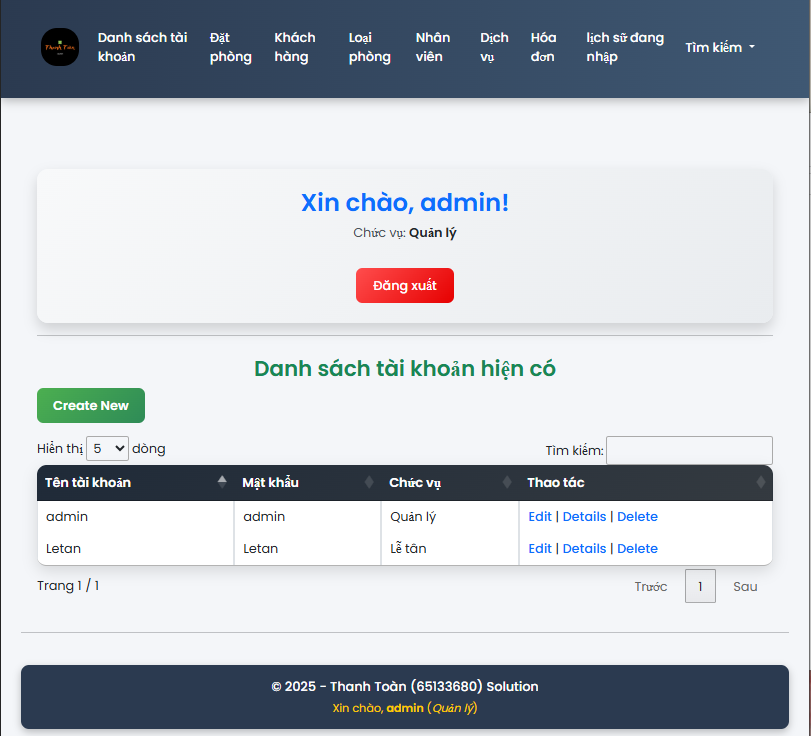 Thanh Toàn
Danh sách tài khoản
Đặt phòng
Khách hàng
Loại phòng
Nhân viên
Dịch vụ
Hóa đơn
lịch sử đang nhập
Tìm kiếm
Xin chào, admin!
Chức vụ: Quản lý
Đăng xuất
Danh sách tài khoản hiện có
Create New
Hiển thị 5 dòng
Tìm kiếm:
Tên tài khoản Mật khẩu Chức vụ Thao tác
admin admin Quản lý Edit | Details | Delete
Letan Letan Lễ tân Edit | Details | Delete
Trang 1 / 1
Trước 1 Sau
© 2025 - Thanh Toàn (65133680) Solution
Xin chào, admin (Quản lý)